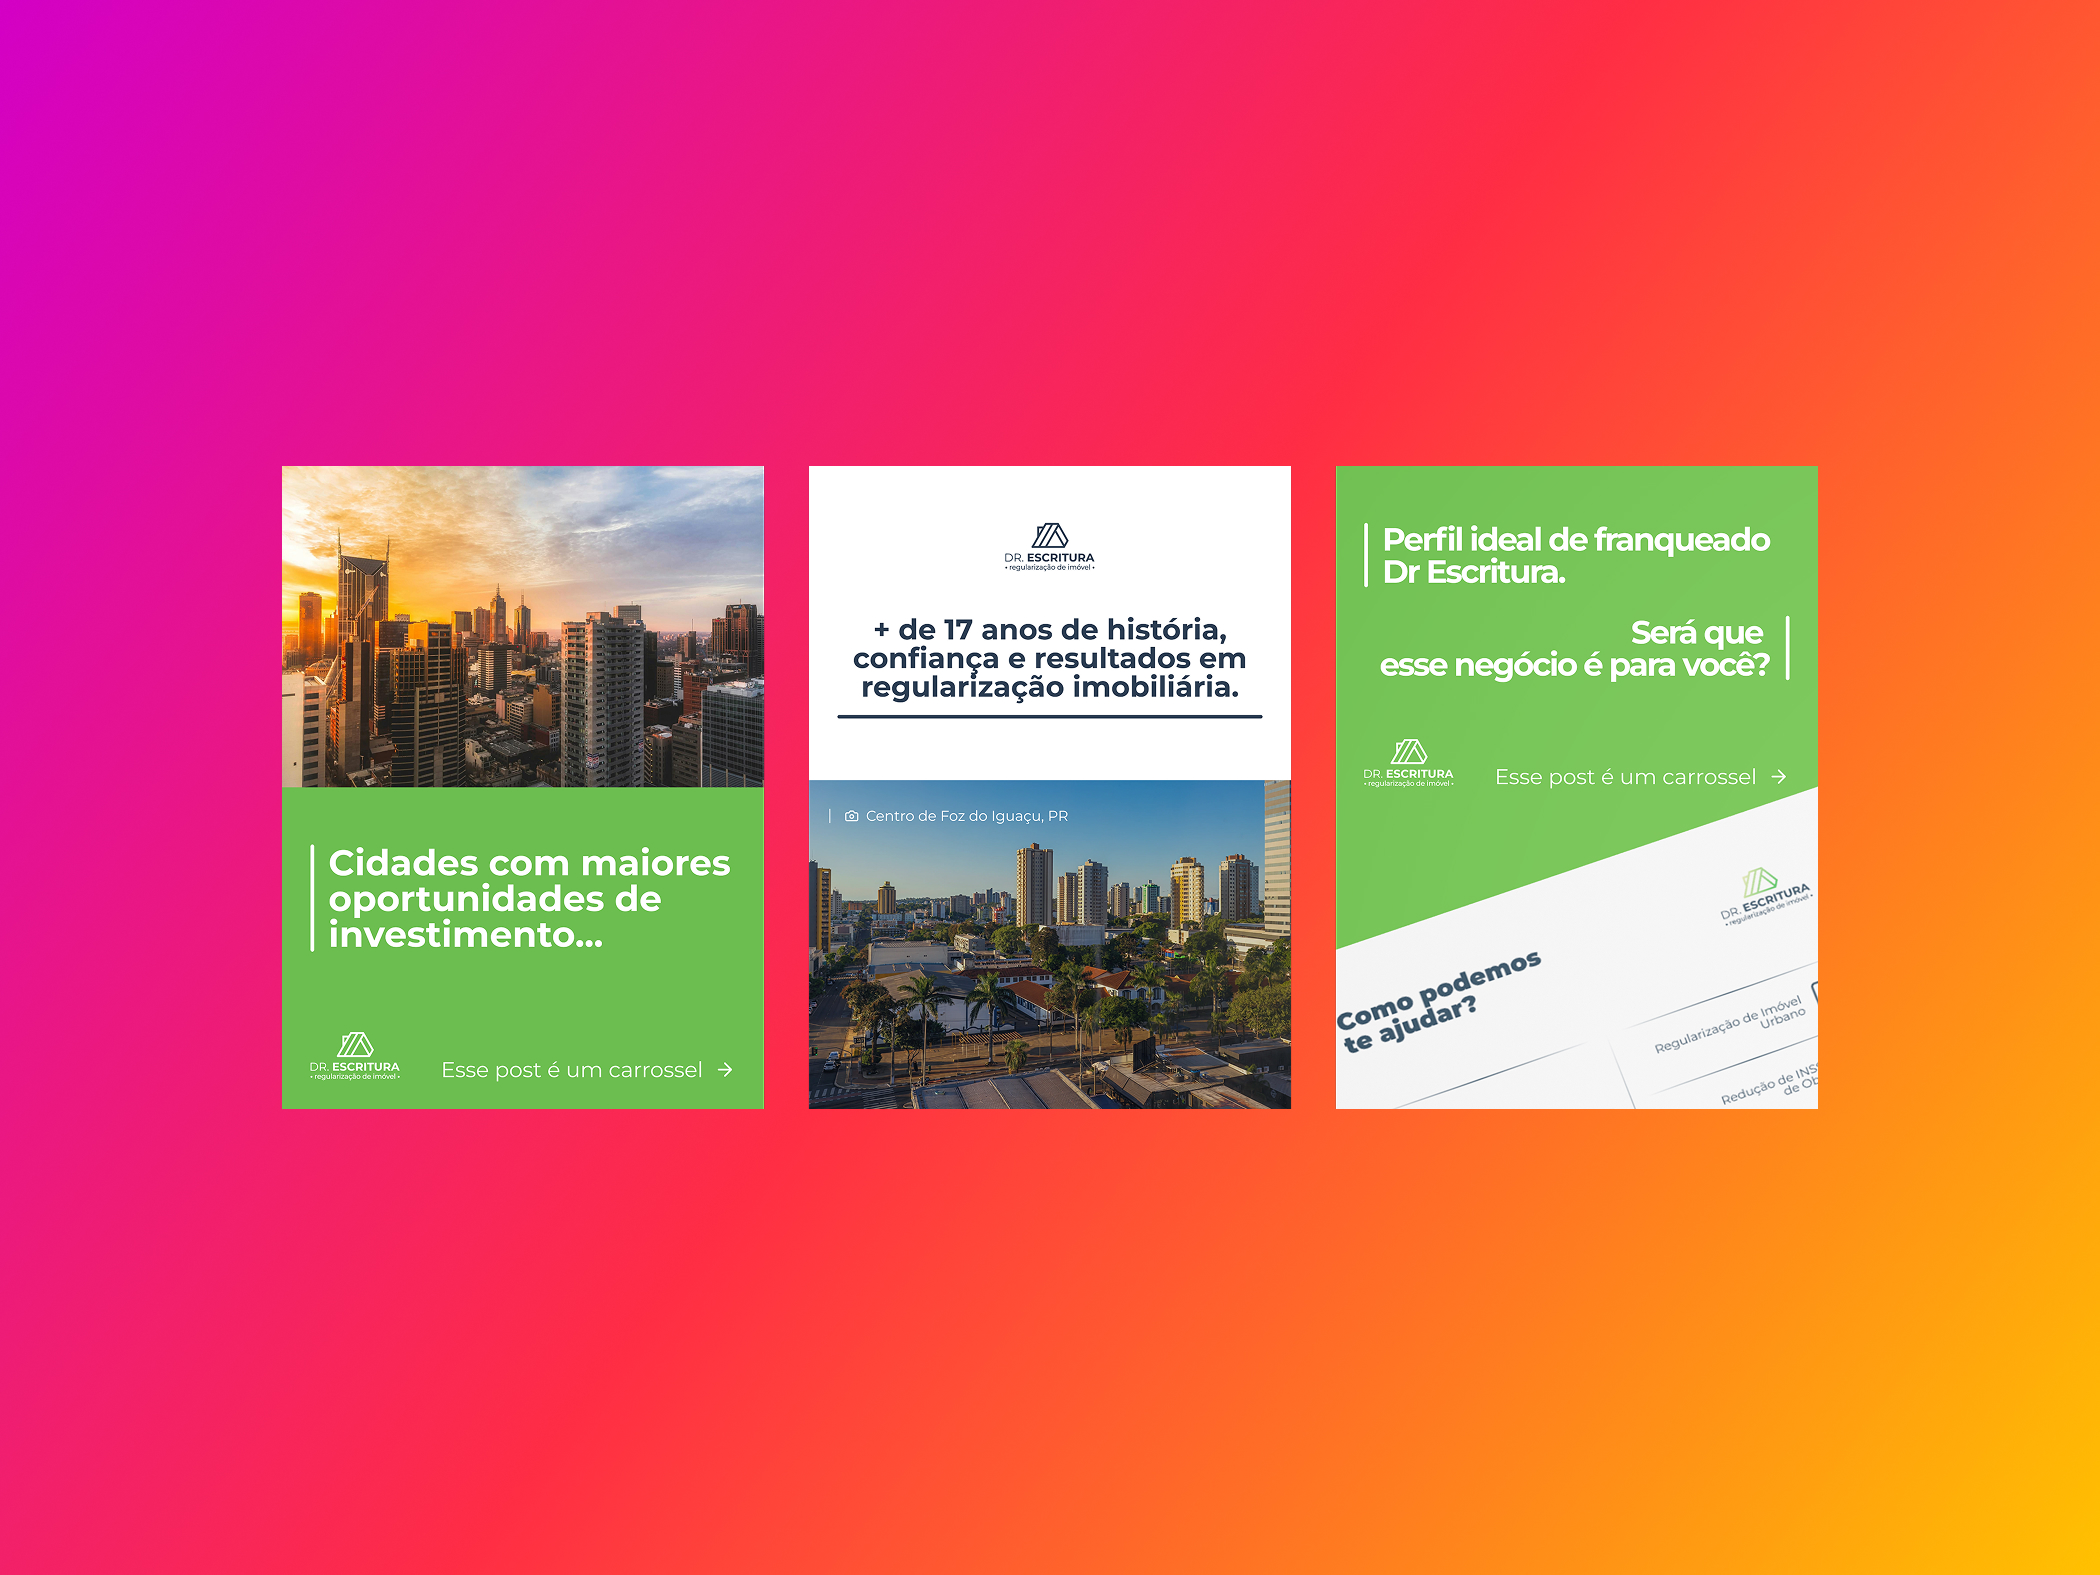 Cidades com maiores
oportunidades de
investimento...
DR. ESCRITURA
• regularização de imóvel •
Esse post é um carrossel →
DR. ESCRITURA
• regularização de imóvel •
+ de 17 anos de história,
confiança e resultados em
regularização imobiliária.
Centro de Foz do Iguaçu, PR
Perfil ideal de franqueado
Dr Escritura.
Será que
esse negócio é para você?
DR. ESCRITURA
• regularização de imóvel •
Esse post é um carrossel →
DR. ESCRITURA
• regularização de imóvel •
Como podemos
te ajudar?
Regularização de Imóvel
Urbano
Redução de INS
de Ob